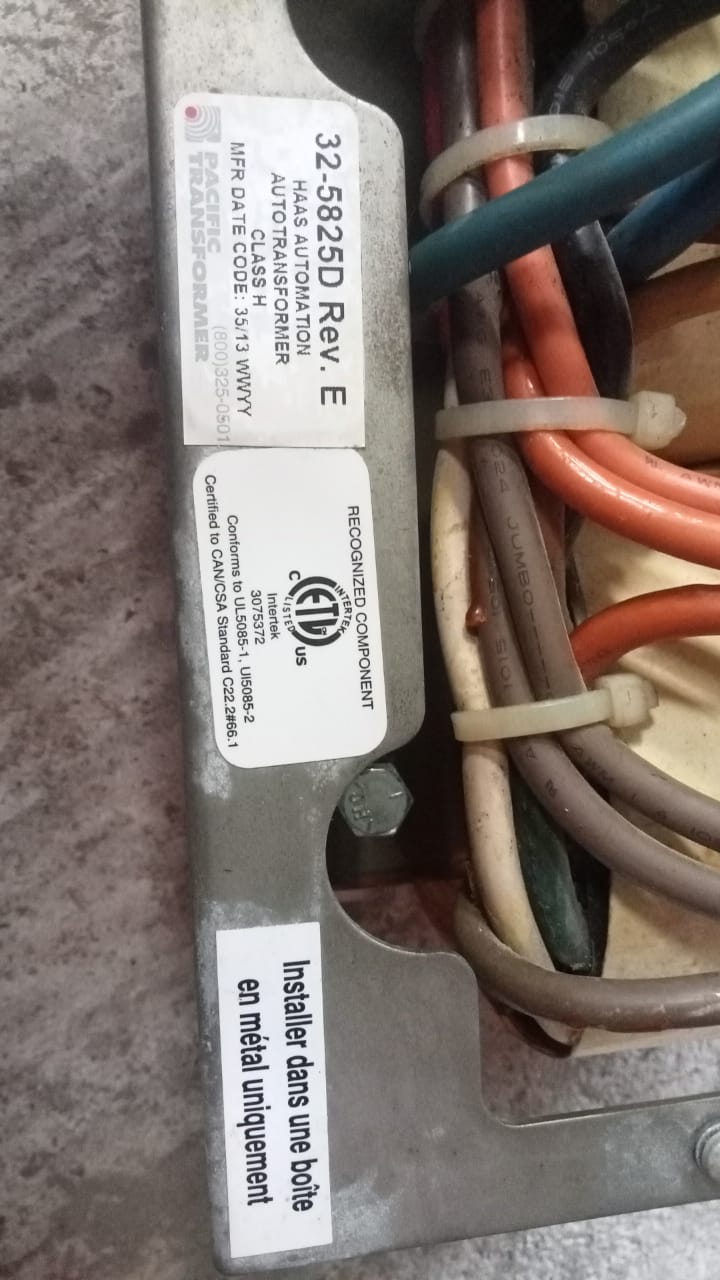 32-5825D Rev. E
HAAS AUTOMATION
AUTOTRANSFORMER
CLASS H
MFR DATE CODE: 35/13 WWYY
PACIFIC
TRANSFORMER
(800)325-0501
RECOGNIZED COMPONENT
INTERTEK
ETL
LISTED
C US
Intertek
3075372
Conforms to UL5085-1, Ul5085-2
Certified to CAN/CSA Standard C22.2#66.1
Installer dans une boîte
en métal uniquement
JUMBO